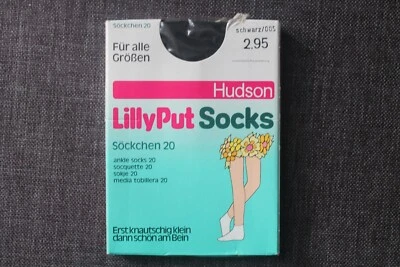 Söckchen 20
schwarz/005
Für alle
Größen
2.95
Hudson
LillyPut Socks
Söckchen 20
ankle socks 20
socquette 20
sokje 20
media tobillera 20
Erst knautschig klein
dann schön am Bein